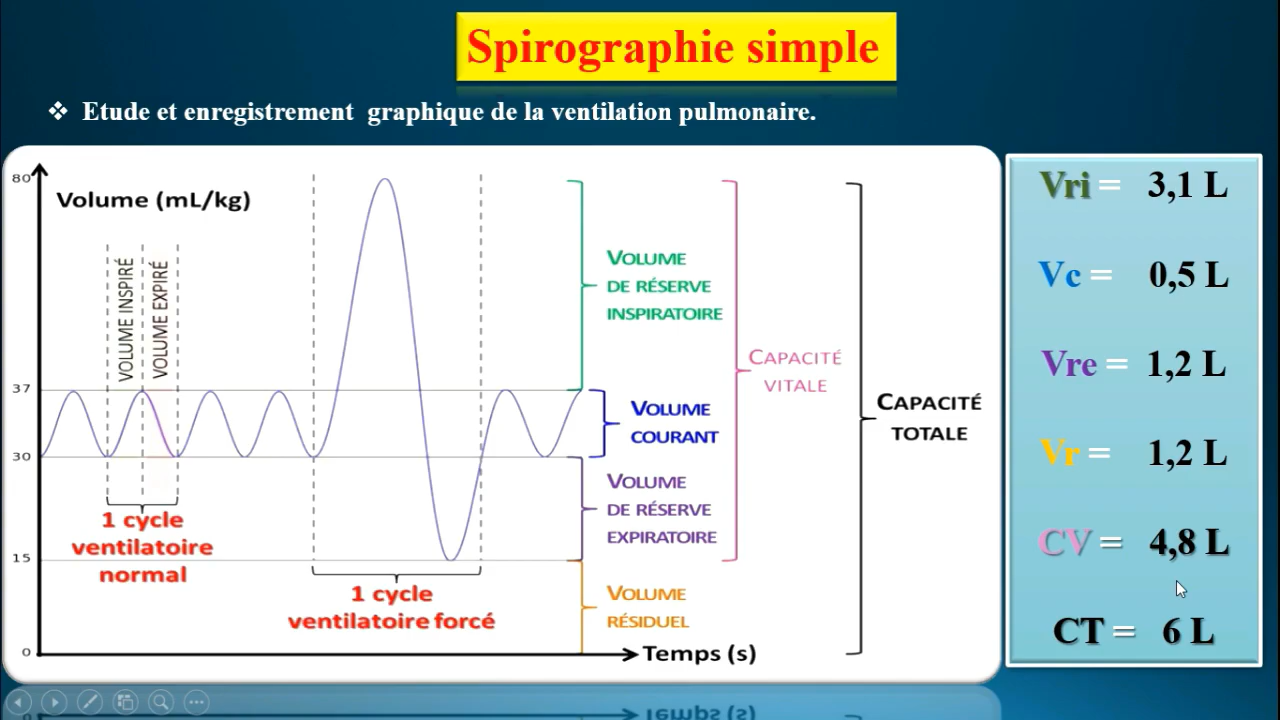 Spirographie simple
❖ Etude et enregistrement graphique de la ventilation pulmonaire.
80
Volume (mL/kg)
VOLUME INSPIRÉ
VOLUME EXPIRÉ
37
30
15
0
1 cycle
ventilatoire
normal
1 cycle
ventilatoire forcé
Temps (s)
VOLUME
DE RÉSERVE
INSPIRATOIRE
VOLUME
COURANT
VOLUME
DE RÉSERVE
EXPIRATOIRE
VOLUME
RÉSIDUEL
CAPACITÉ
VITALE
CAPACITÉ
TOTALE
Vri = 3,1 L
Vc = 0,5 L
Vre = 1,2 L
Vr = 1,2 L
CV = 4,8 L
CT = 6 L